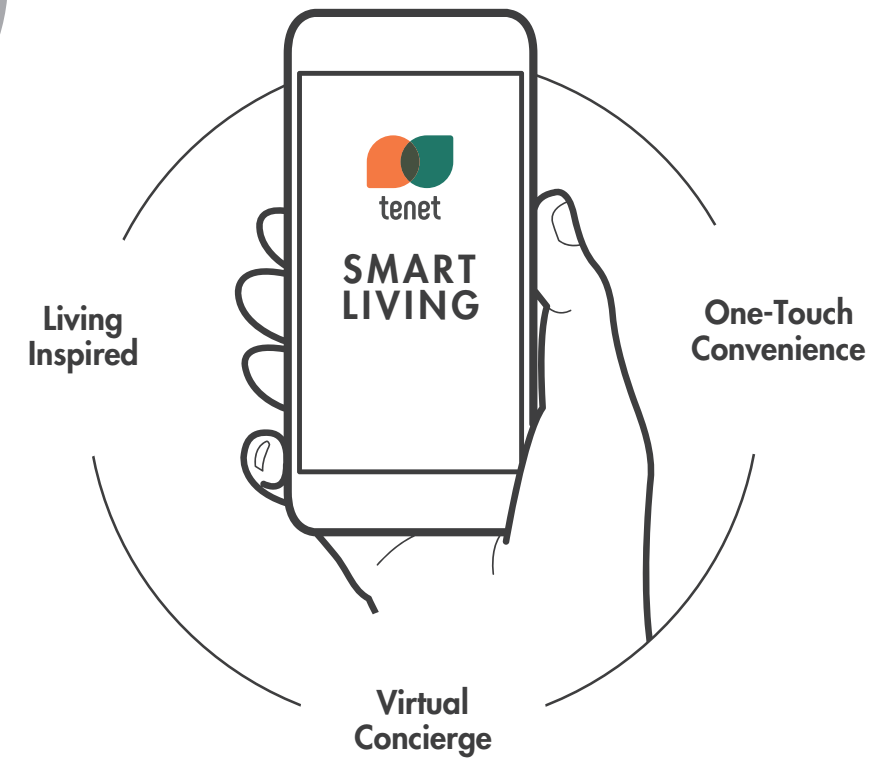 tenet
SMART
LIVING
Living
Inspired
One-Touch
Convenience
Virtual
Concierge